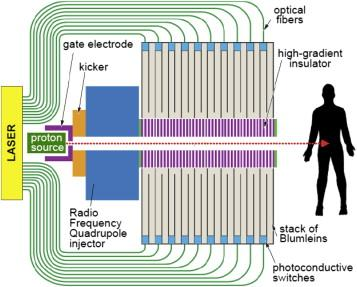 optical
fibers
gate electrode
kicker
high-gradient
insulator
LASER
proton
source
Radio
Frequency
Quadrupole
injector
stack of
Blumleins
photoconductive
switches